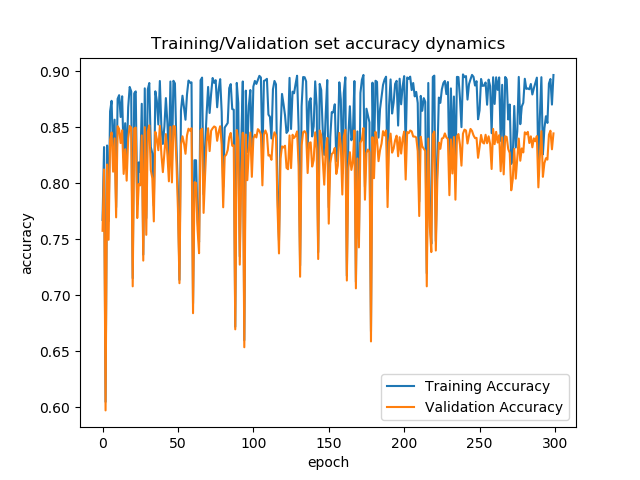 Training/Validation set accuracy dynamics
0.90
0.85
0.80
0.75
0.70
0.65
0.60
accuracy
Training Accuracy
Validation Accuracy
0 50 100 150 200 250 300
epoch